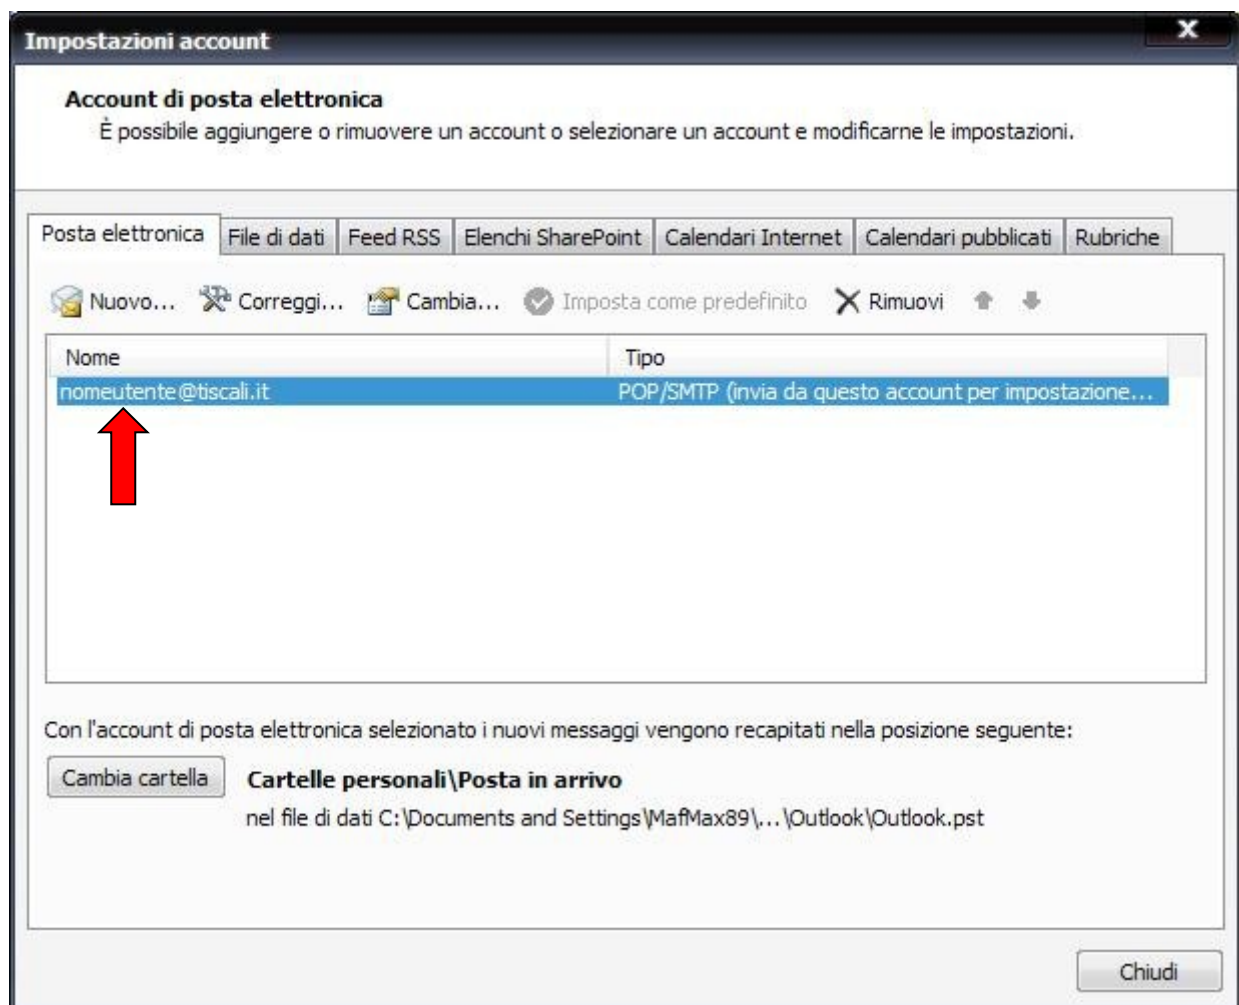 Impostazioni account
Account di posta elettronica
È possibile aggiungere o rimuovere un account o selezionare un account e modificarne le impostazioni.
Posta elettronica File di dati Feed RSS Elenchi SharePoint Calendari Internet Calendari pubblicati Rubriche
Nuovo... Correggi... Cambia... Imposta come predefinito Rimuovi
Nome Tipo
nomeutente@tiscali.it POP/SMTP (invia da questo account per impostazione...
Con l'account di posta elettronica selezionato i nuovi messaggi vengono recapitati nella posizione seguente:
Cambia cartella Cartelle personali\Posta in arrivo
nel file di dati C:\Documents and Settings\MafMax89\...\Outlook\Outlook.pst
Chiudi